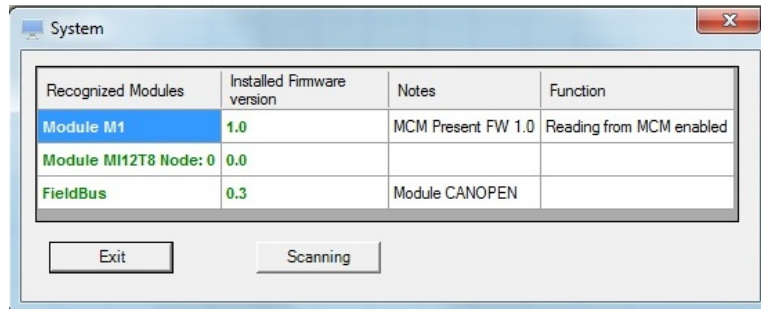 System
x
Recognized Modules Installed Firmware version Notes Function
Module M1 1.0 MCM Present FW 1.0 Reading from MCM enabled
Module MI12T8 Node: 0 0.0
FieldBus 0.3 Module CANOPEN
Exit Scanning